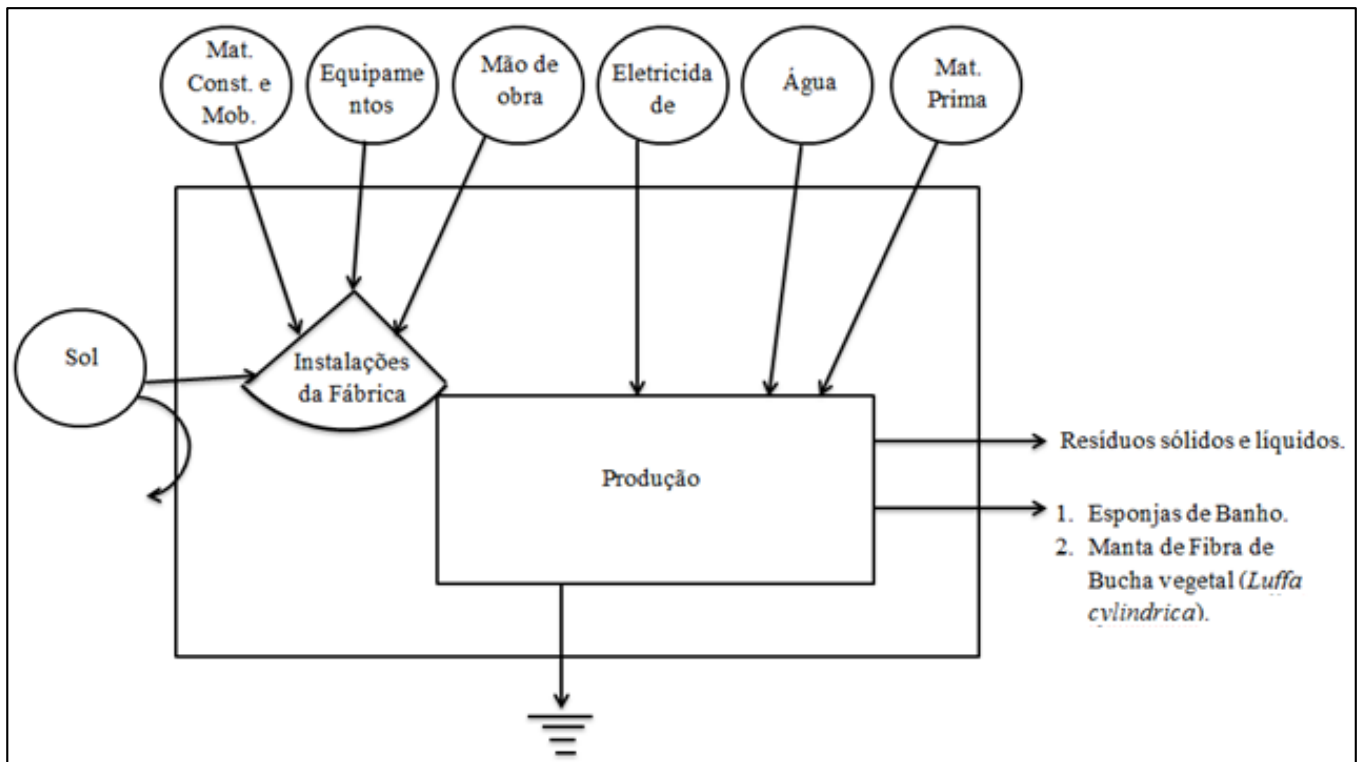 Mat.
Const. e
Mob.
Equipame
ntos
Mão de
obra
Eletricida
de
Água
Mat.
Prima
Sol
Instalações
da Fábrica
Produção
Resíduos sólidos e líquidos.
1. Esponjas de Banho.
2. Manta de Fibra de
Bucha vegetal (Luffa
cylindrica).